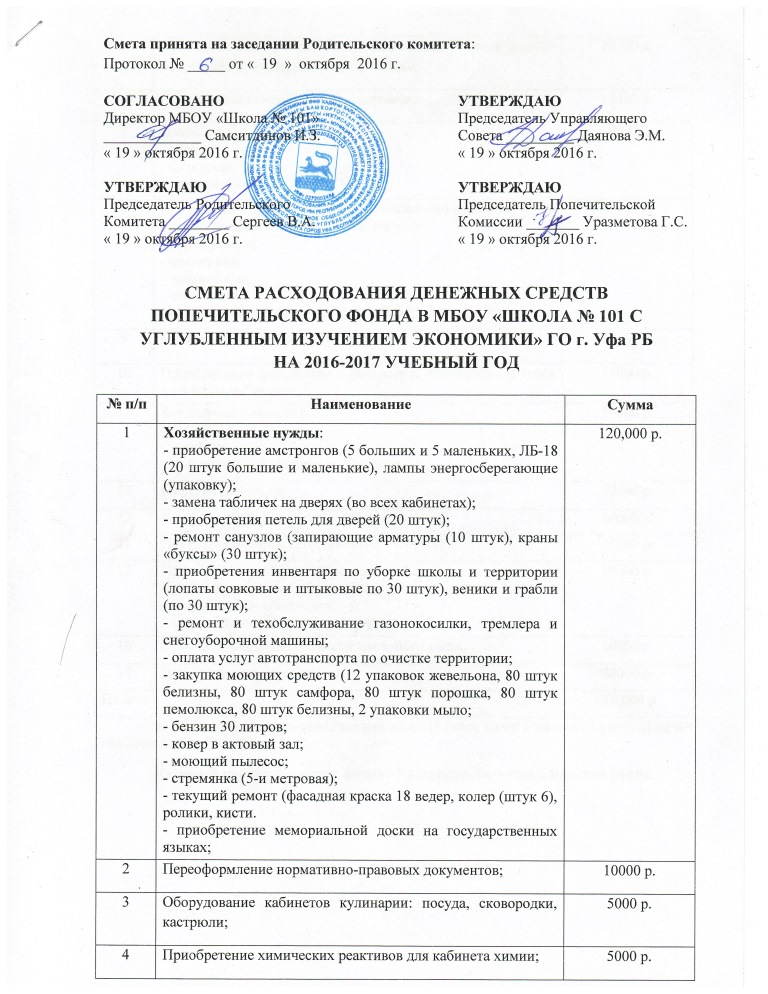 Смета принята на заседании Родительского комитета:
Протокол № 6 от « 19 » октября 2016 г.
СОГЛАСОВАНО
Директор МБОУ «Школа № 101»
Самситдинов И.З.
« 19 » октября 2016 г.
УТВЕРЖДАЮ
Председатель Управляющего
Совета Даянова Э.М.
« 19 » октября 2016 г.
УТВЕРЖДАЮ
Председатель Родительского
Комитета Сергеев В.А.
« 19 » октября 2016 г.
УТВЕРЖДАЮ
Председатель Попечительской
Комиссии Уразметова Г.С.
« 19 » октября 2016 г.
СМЕТА РАСХОДОВАНИЯ ДЕНЕЖНЫХ СРЕДСТВ
ПОПЕЧИТЕЛЬСКОГО ФОНДА В МБОУ «ШКОЛА № 101 С
УГЛУБЛЕННЫМ ИЗУЧЕНИЕМ ЭКОНОМИКИ» ГО г. Уфа РБ
НА 2016-2017 УЧЕБНЫЙ ГОД
№ п/п Наименование Сумма
1 Хозяйственные нужды: 120,000 р.
- приобретение амстронгов (5 больших и 5 маленьких, ЛБ-18
(20 штук большие и маленькие), лампы энергосберегающие
(упаковку);
- замена табличек на дверях (во всех кабинетах);
- приобретения петель для дверей (20 штук);
- ремонт санузлов (запирающие арматуры (10 штук), краны
«буксы» (30 штук);
- приобретения инвентаря по уборке школы и территории
(лопаты совковые и штыковые по 30 штук), веники и грабли
(по 30 штук);
- ремонт и техобслуживание газонокосилки, тремлера и
снегоуборочной машины;
- оплата услуг автотранспорта по очистке территории;
- закупка моющих средств (12 упаковок жевельона, 80 штук
белизны, 80 штук самфора, 80 штук порошка, 80 штук
пемолюкса, 80 штук белизны, 2 упаковки мыло;
- бензин 30 литров;
- ковер в актовый зал;
- моющий пылесос;
- стремянка (5-и метровая);
- текущий ремонт (фасадная краска 18 ведер, колер (штук 6),
ролики, кисти.
- приобретение мемориальной доски на государственных
языках;
2 Переоформление нормативно-правовых документов; 10000 р.
3 Оборудование кабинетов кулинарии: посуда, сковородки, 5000 р.
кастрюли;
4 Приобретение химических реактивов для кабинета химии; 5000 р.